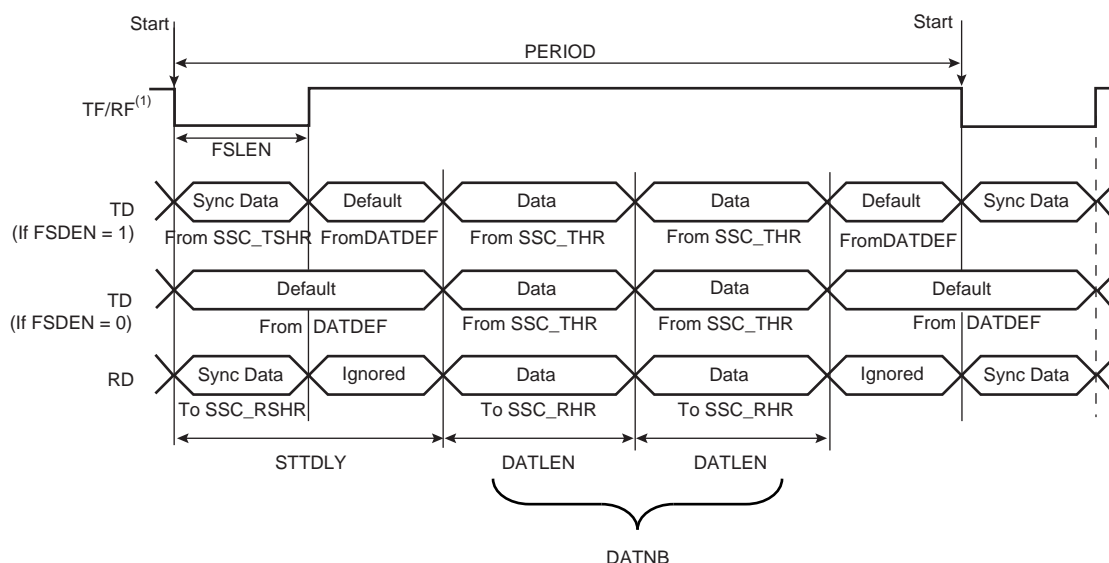 Start
Start
PERIOD
TF/RF(1)
FSLEN
TD
(If FSDEN = 1)
Sync Data
Default
Data
Data
Default
Sync Data
From SSC_TSHR
FromDATDEF
From SSC_THR
From SSC_THR
FromDATDEF
TD
(If FSDEN = 0)
Default
Data
Data
Default
From DATDEF
From SSC_THR
From SSC_THR
From DATDEF
RD
Sync Data
Ignored
Data
Data
Ignored
Sync Data
To SSC_RSHR
To SSC_RHR
To SSC_RHR
STTDLY
DATLEN
DATLEN
DATNB